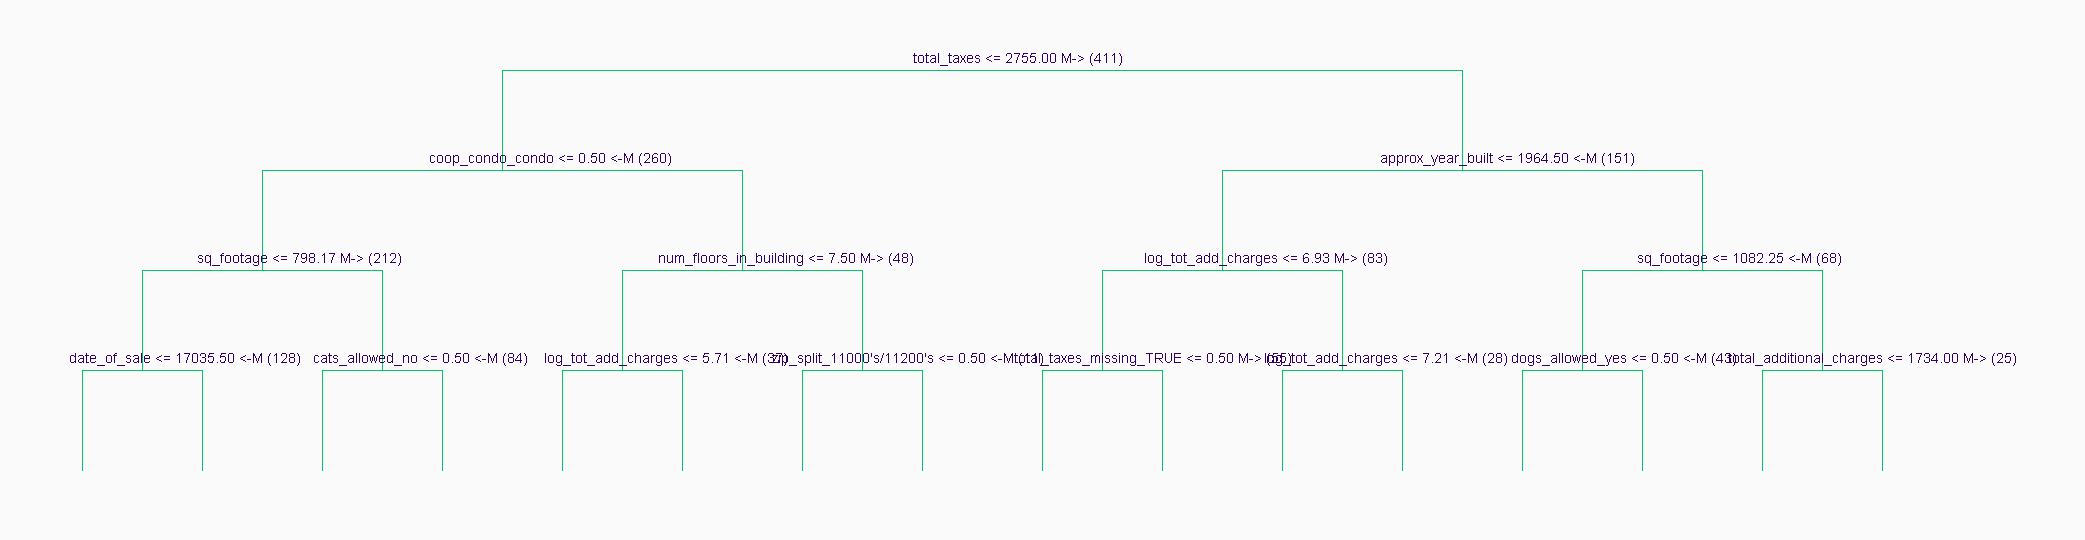 total_taxes <= 2755.00 M-> (411)
coop_condo_condo <= 0.50 <-M (260)
approx_year_built <= 1964.50 <-M (151)
sq_footage <= 798.17 M-> (212)
num_floors_in_building <= 7.50 M-> (48)
log_tot_add_charges <= 6.93 M-> (83)
sq_footage <= 1082.25 <-M (68)
date_of_sale <= 17035.50 <-M (128)
cats_allowed_no <= 0.50 <-M (84)
log_tot_add_charges <= 5.71 <-M (37)
zip_split_11000's/11200's <= 0.50 <-M (11)
total_taxes_missing_TRUE <= 0.50 M-> (55)
log_tot_add_charges <= 7.21 <-M (28)
dogs_allowed_yes <= 0.50 <-M (43)
total_additional_charges <= 1734.00 M-> (25)